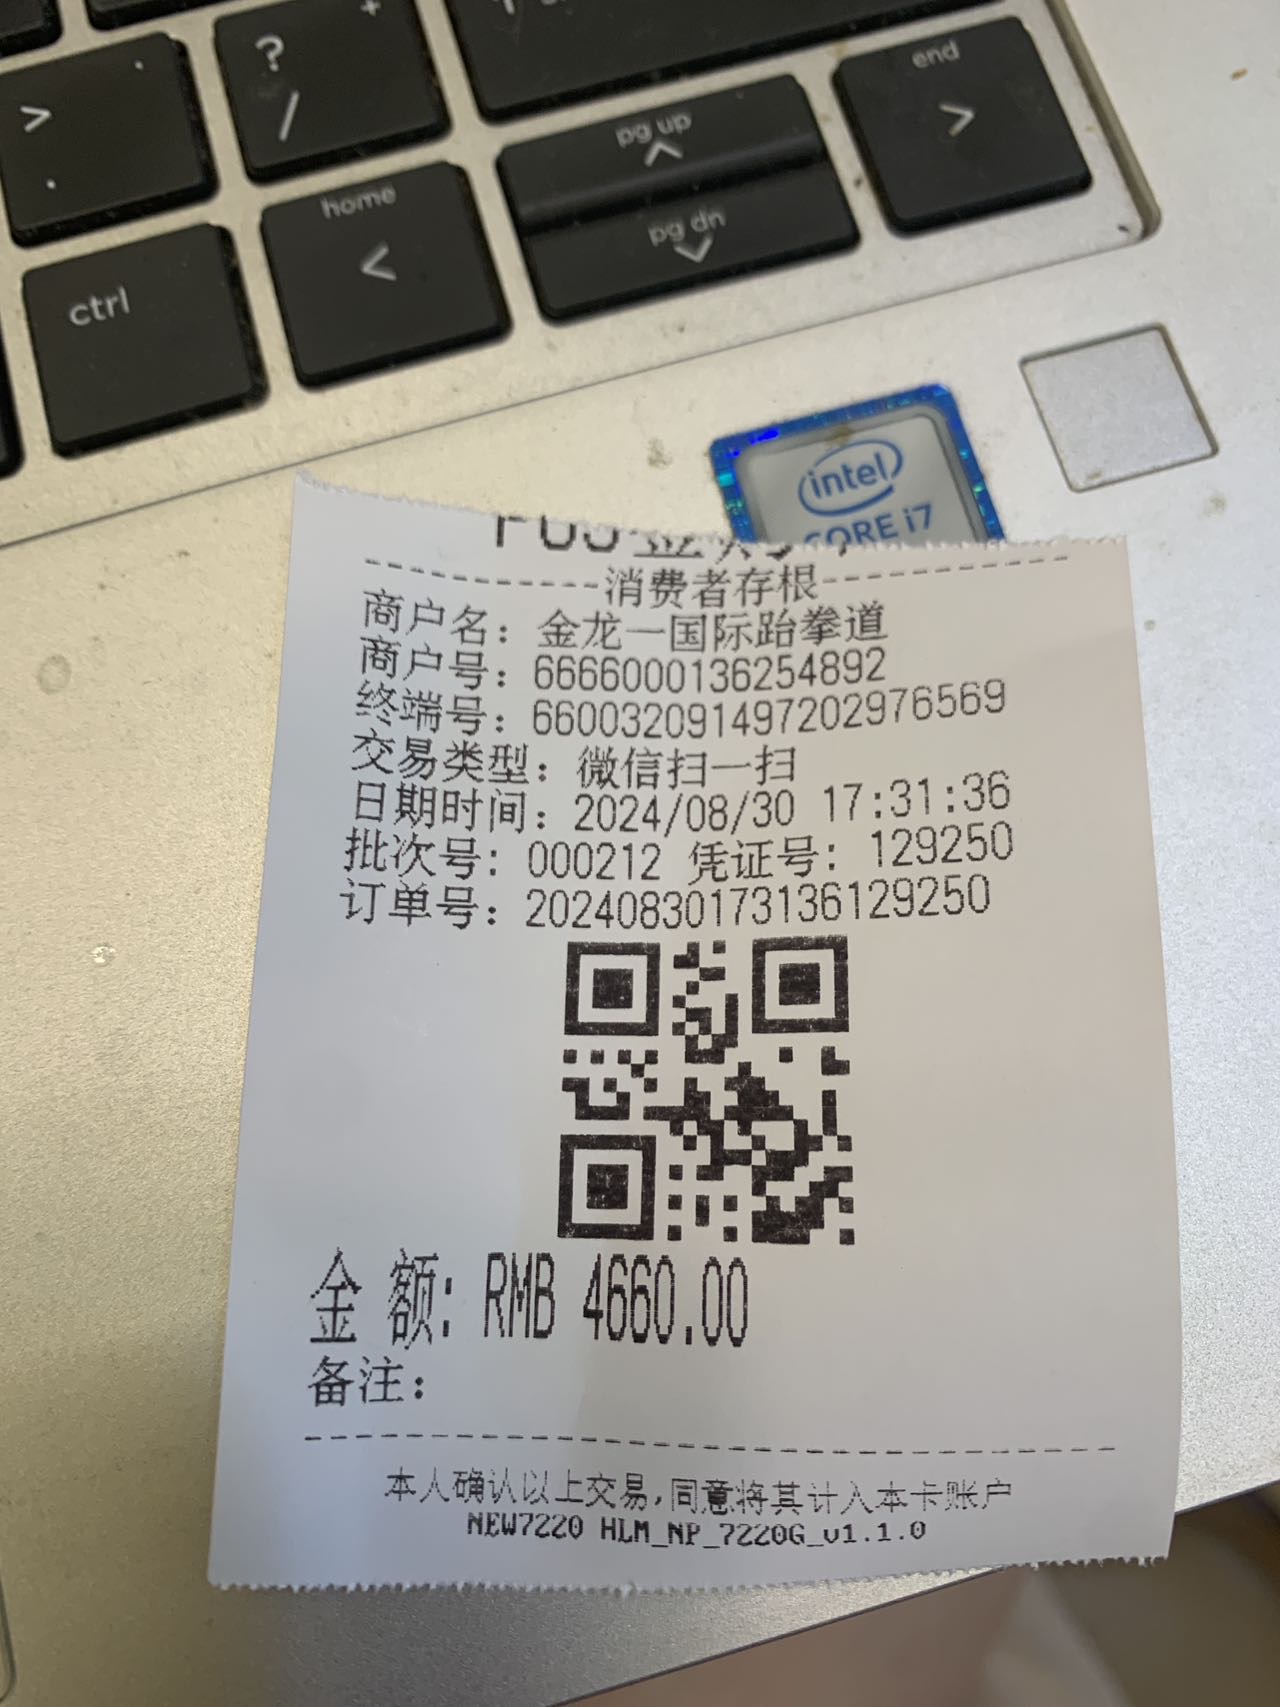 ?
/
>
.
end
>
pg up
home
<
pg dn
ctrl
intel
CORE i7
消费者存根
商户名：金龙一国际跆拳道
商户号：6666000136254892
终端号：660032091497202976569
交易类型：微信扫一扫
日期时间：2024/08/30 17:31:36
批次号：000212 凭证号：129250
订单号：20240830173136129250
金 额：RMB 4660.00
备注：
本人确认以上交易,同意将其计入本卡账户
NEW7220 HLM_NP_7220G_v1.1.0